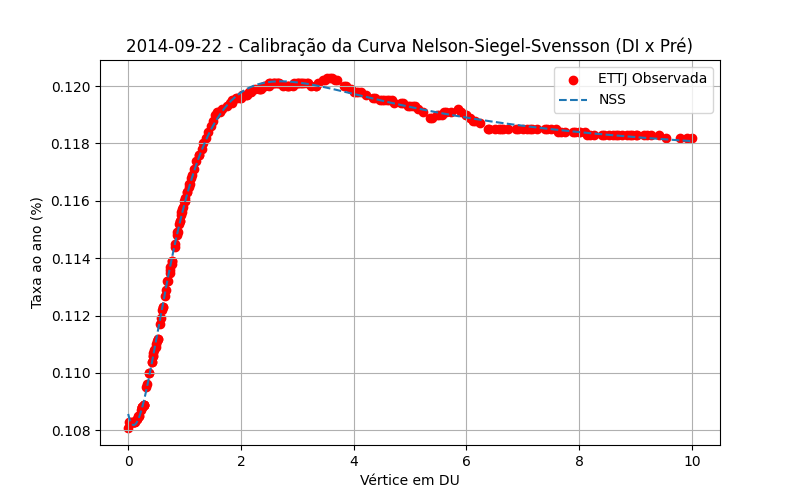 2014-09-22 - Calibração da Curva Nelson-Siegel-Svensson (DI x Pré)
ETTJ Observada
NSS
Taxa ao ano (%)
0.120
0.118
0.116
0.114
0.112
0.110
0.108
0 2 4 6 8 10
Vértice em DU